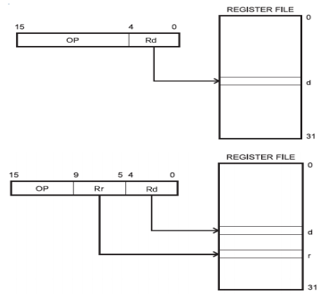 REGISTER FILE
0
15 4 0
OP Rd
d
31
REGISTER FILE
0
15 9 5 4 0
OP Rr Rd
d
r
31